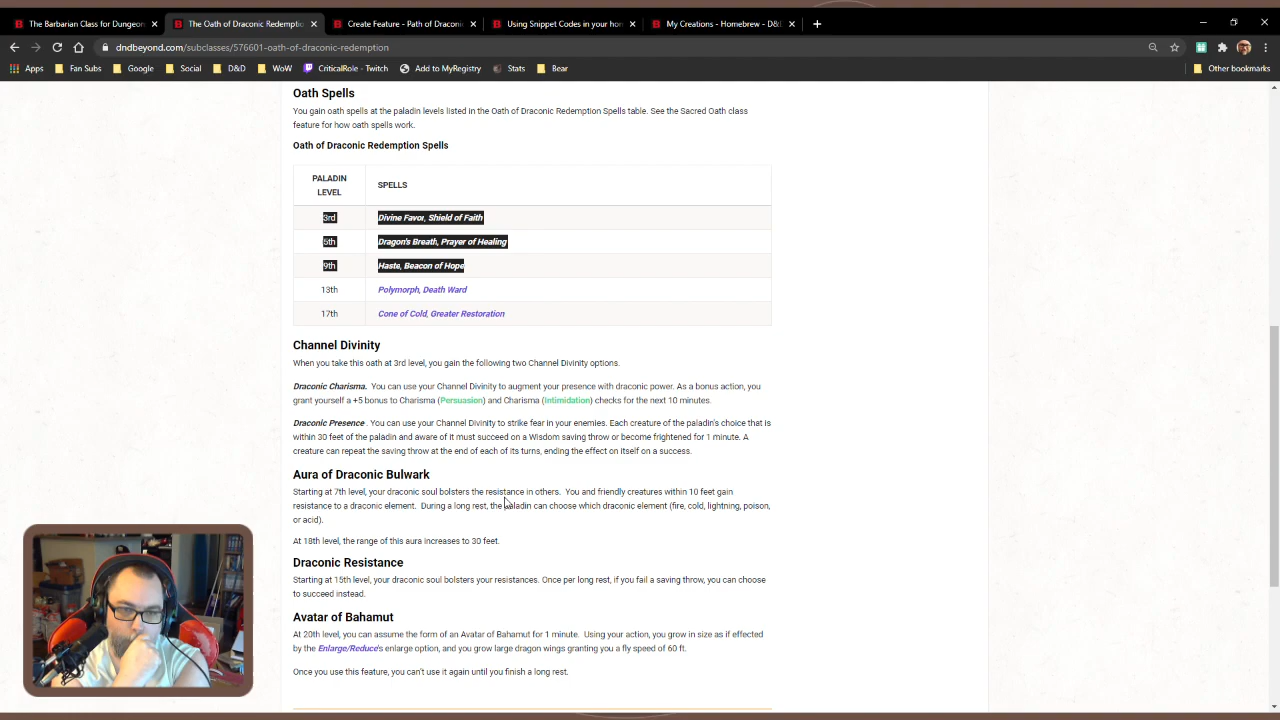 The Barbarian Class for Dungeon
The Oath of Draconic Redemptio
Create Feature - Path of Draconi
Using Snippet Codes in your hom
My Creations - Homebrew - D&
dndbeyond.com/subclasses/576601-oath-of-draconic-redemption
Apps
Fan Subs
Google
Social
D&D
WoW
CriticalRole - Twitch
Add to MyRegistry
Stats
Bear
Other bookmarks
Oath Spells
You gain oath spells at the paladin levels listed in the Oath of Draconic Redemption Spells table. See the Sacred Oath class
feature for how oath spells work.
Oath of Draconic Redemption Spells
PALADIN
LEVEL
SPELLS
3rd Divine Favor, Shield of Faith
5th Dragon's Breath, Prayer of Healing
9th Haste, Beacon of Hope
13th Polymorph, Death Ward
17th Cone of Cold, Greater Restoration
Channel Divinity
When you take this oath at 3rd level, you gain the following two Channel Divinity options.
Draconic Charisma. You can use your Channel Divinity to augment your presence with draconic power. As a bonus action, you
grant yourself a +5 bonus to Charisma (Persuasion) and Charisma (Intimidation) checks for the next 10 minutes.
Draconic Presence . You can use your Channel Divinity to strike fear in your enemies. Each creature of the paladin's choice that is
within 30 feet of the paladin and aware of it must succeed on a Wisdom saving throw or become frightened for 1 minute. A
creature can repeat the saving throw at the end of each of its turns, ending the effect on itself on a success.
Aura of Draconic Bulwark
Starting at 7th level, your draconic soul bolsters the resistance in others. You and friendly creatures within 10 feet gain
resistance to a draconic element. During a long rest, the paladin can choose which draconic element (fire, cold, lightning, poison,
or acid).
At 18th level, the range of this aura increases to 30 feet.
Draconic Resistance
Starting at 15th level, your draconic soul bolsters your resistances. Once per long rest, if you fail a saving throw, you can choose
to succeed instead.
Avatar of Bahamut
At 20th level, you can assume the form of an Avatar of Bahamut for 1 minute. Using your action, you grow in size as if effected
by the Enlarge/Reduce's enlarge option, and you grow large dragon wings granting you a fly speed of 60 ft.
Once you use this feature, you can't use it again until you finish a long rest.